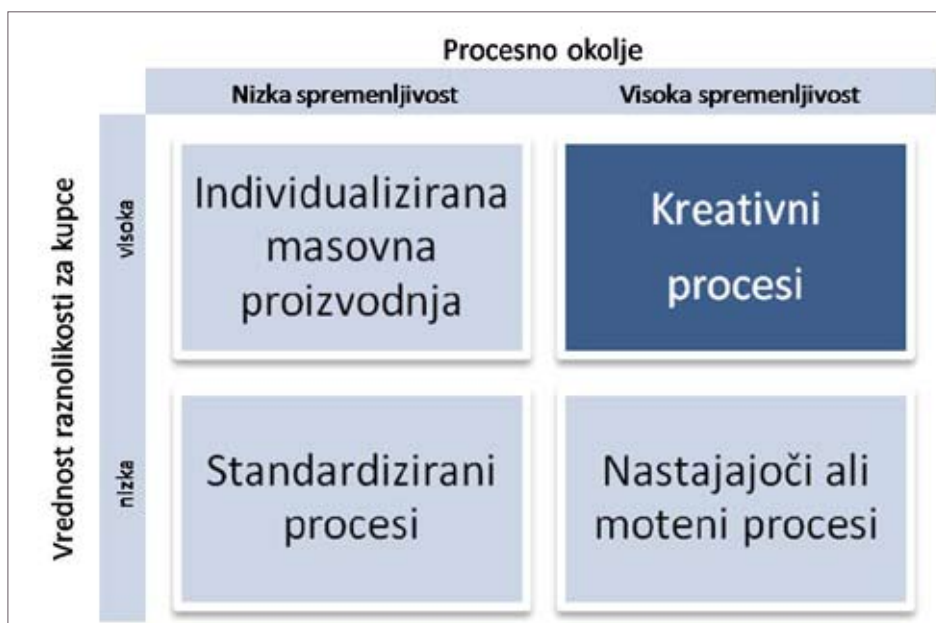 Procesno okolje
Nizka spremenljivost
Visoka spremenljivost
Vrednost raznolikosti za kupce
visoka
Individualizirana
masovna
proizvodnja
Kreativni
procesi
nizka
Standardizirani
procesi
Nastajajoči ali
moteni procesi